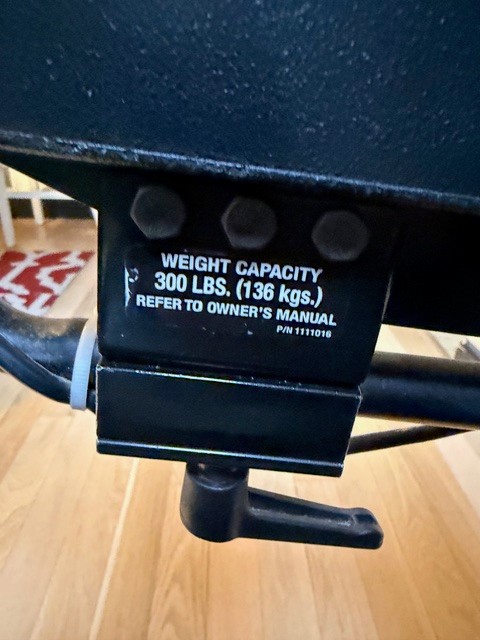 WEIGHT CAPACITY
300 LBS. (136 kgs.)
REFER TO OWNER'S MANUAL
P/N 1111016